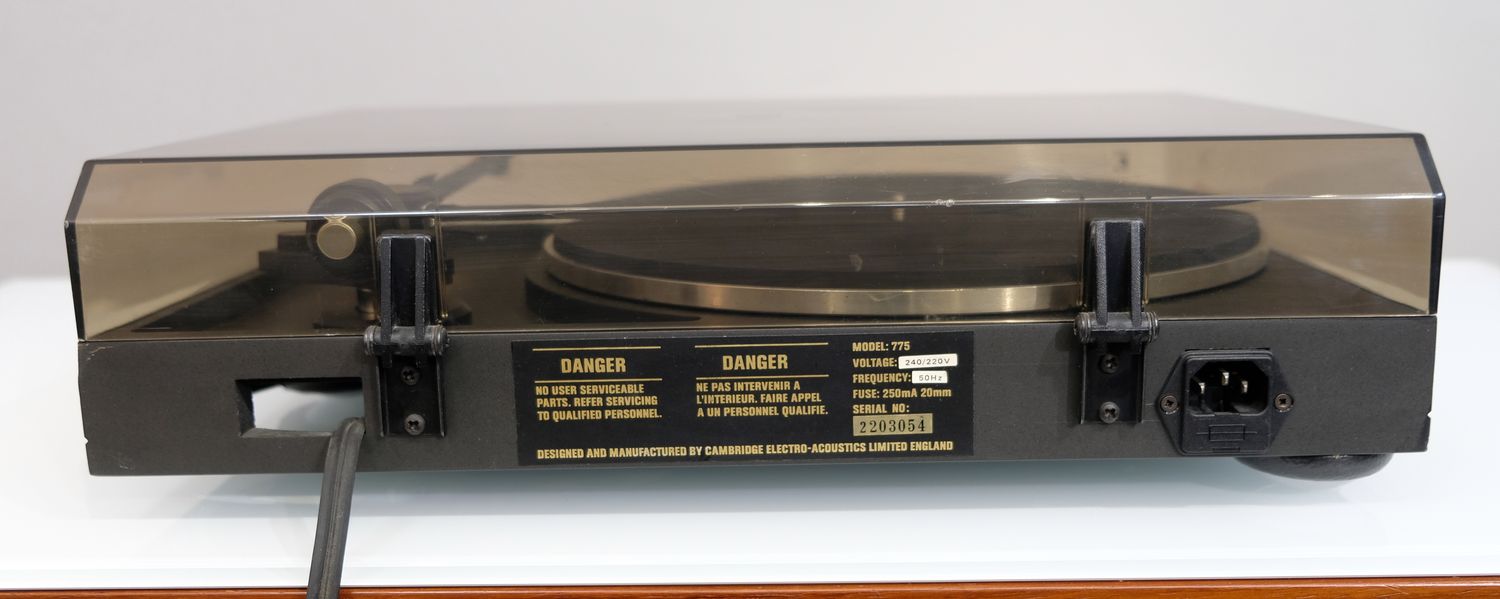 DANGER
NO USER SERVICEABLE
PARTS. REFER SERVICING
TO QUALIFIED PERSONNEL.
DANGER
NE PAS INTERVENIR A
L'INTERIEUR. FAIRE APPEL
A UN PERSONNEL QUALIFIE.
MODEL: 775
VOLTAGE: 240/220V
FREQUENCY: 50Hz
FUSE: 250mA 20mm
SERIAL NO:
2203054
DESIGNED AND MANUFACTURED BY CAMBRIDGE ELECTRO-ACOUSTICS LIMITED ENGLAND